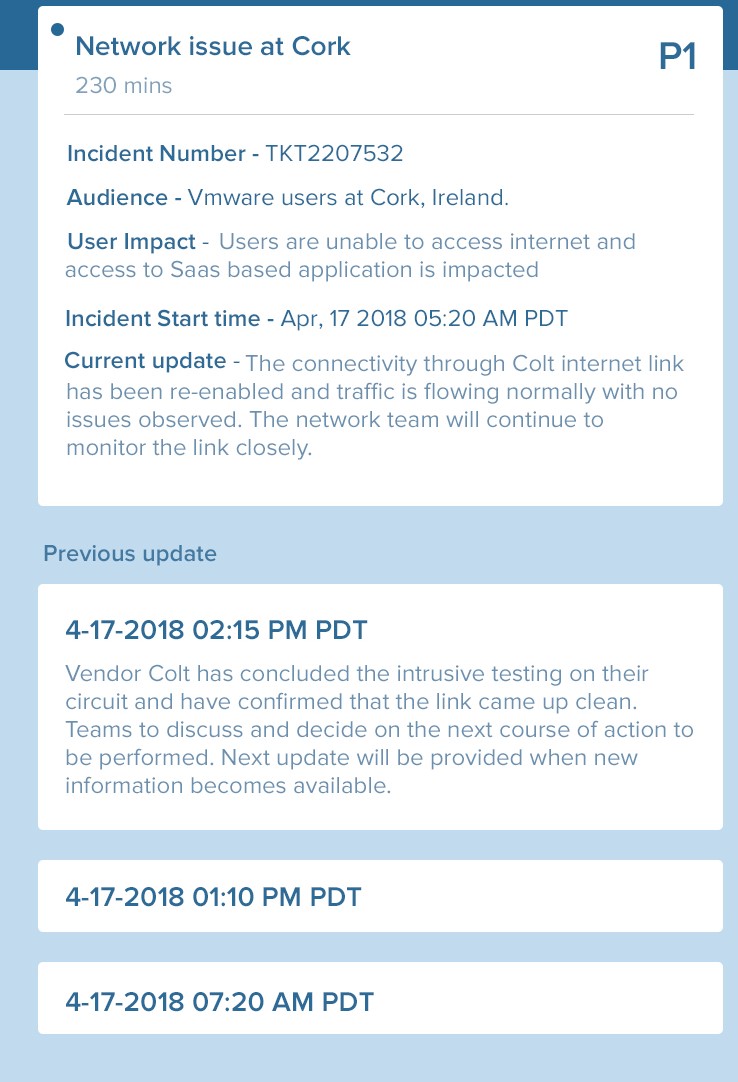 Network issue at Cork
P1
230 mins
Incident Number - TKT2207532
Audience - Vmware users at Cork, Ireland.
User Impact - Users are unable to access internet and
access to Saas based application is impacted
Incident Start time - Apr, 17 2018 05:20 AM PDT
Current update - The connectivity through Colt internet link
has been re-enabled and traffic is flowing normally with no
issues observed. The network team will continue to
monitor the link closely.
Previous update
4-17-2018 02:15 PM PDT
Vendor Colt has concluded the intrusive testing on their
circuit and have confirmed that the link came up clean.
Teams to discuss and decide on the next course of action to
be performed. Next update will be provided when new
information becomes available.
4-17-2018 01:10 PM PDT
4-17-2018 07:20 AM PDT